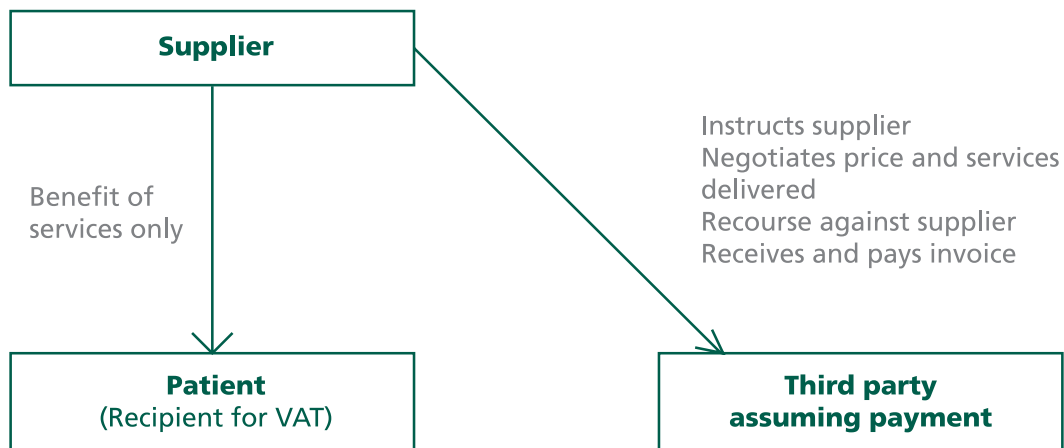 Supplier
Instructs supplier
Negotiates price and services
delivered
Recourse against supplier
Receives and pays invoice
Benefit of
services only
Patient
(Recipient for VAT)
Third party
assuming payment